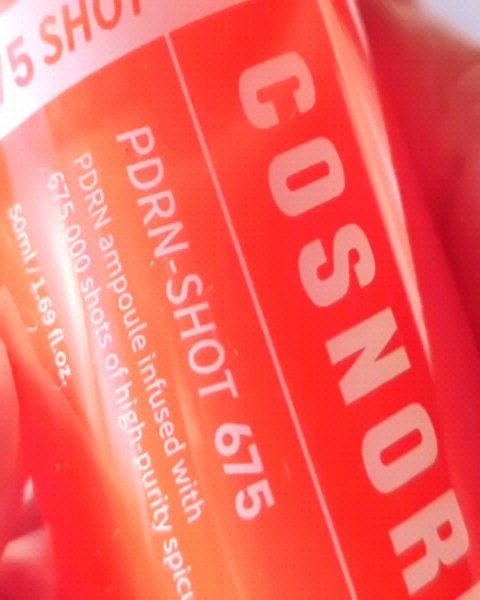 75 SHOT
COSNOR
PDRN-SHOT 675
PDRN ampoule infused with
675,000 shots of high-purity
50ml / 1.69 fl.oz.